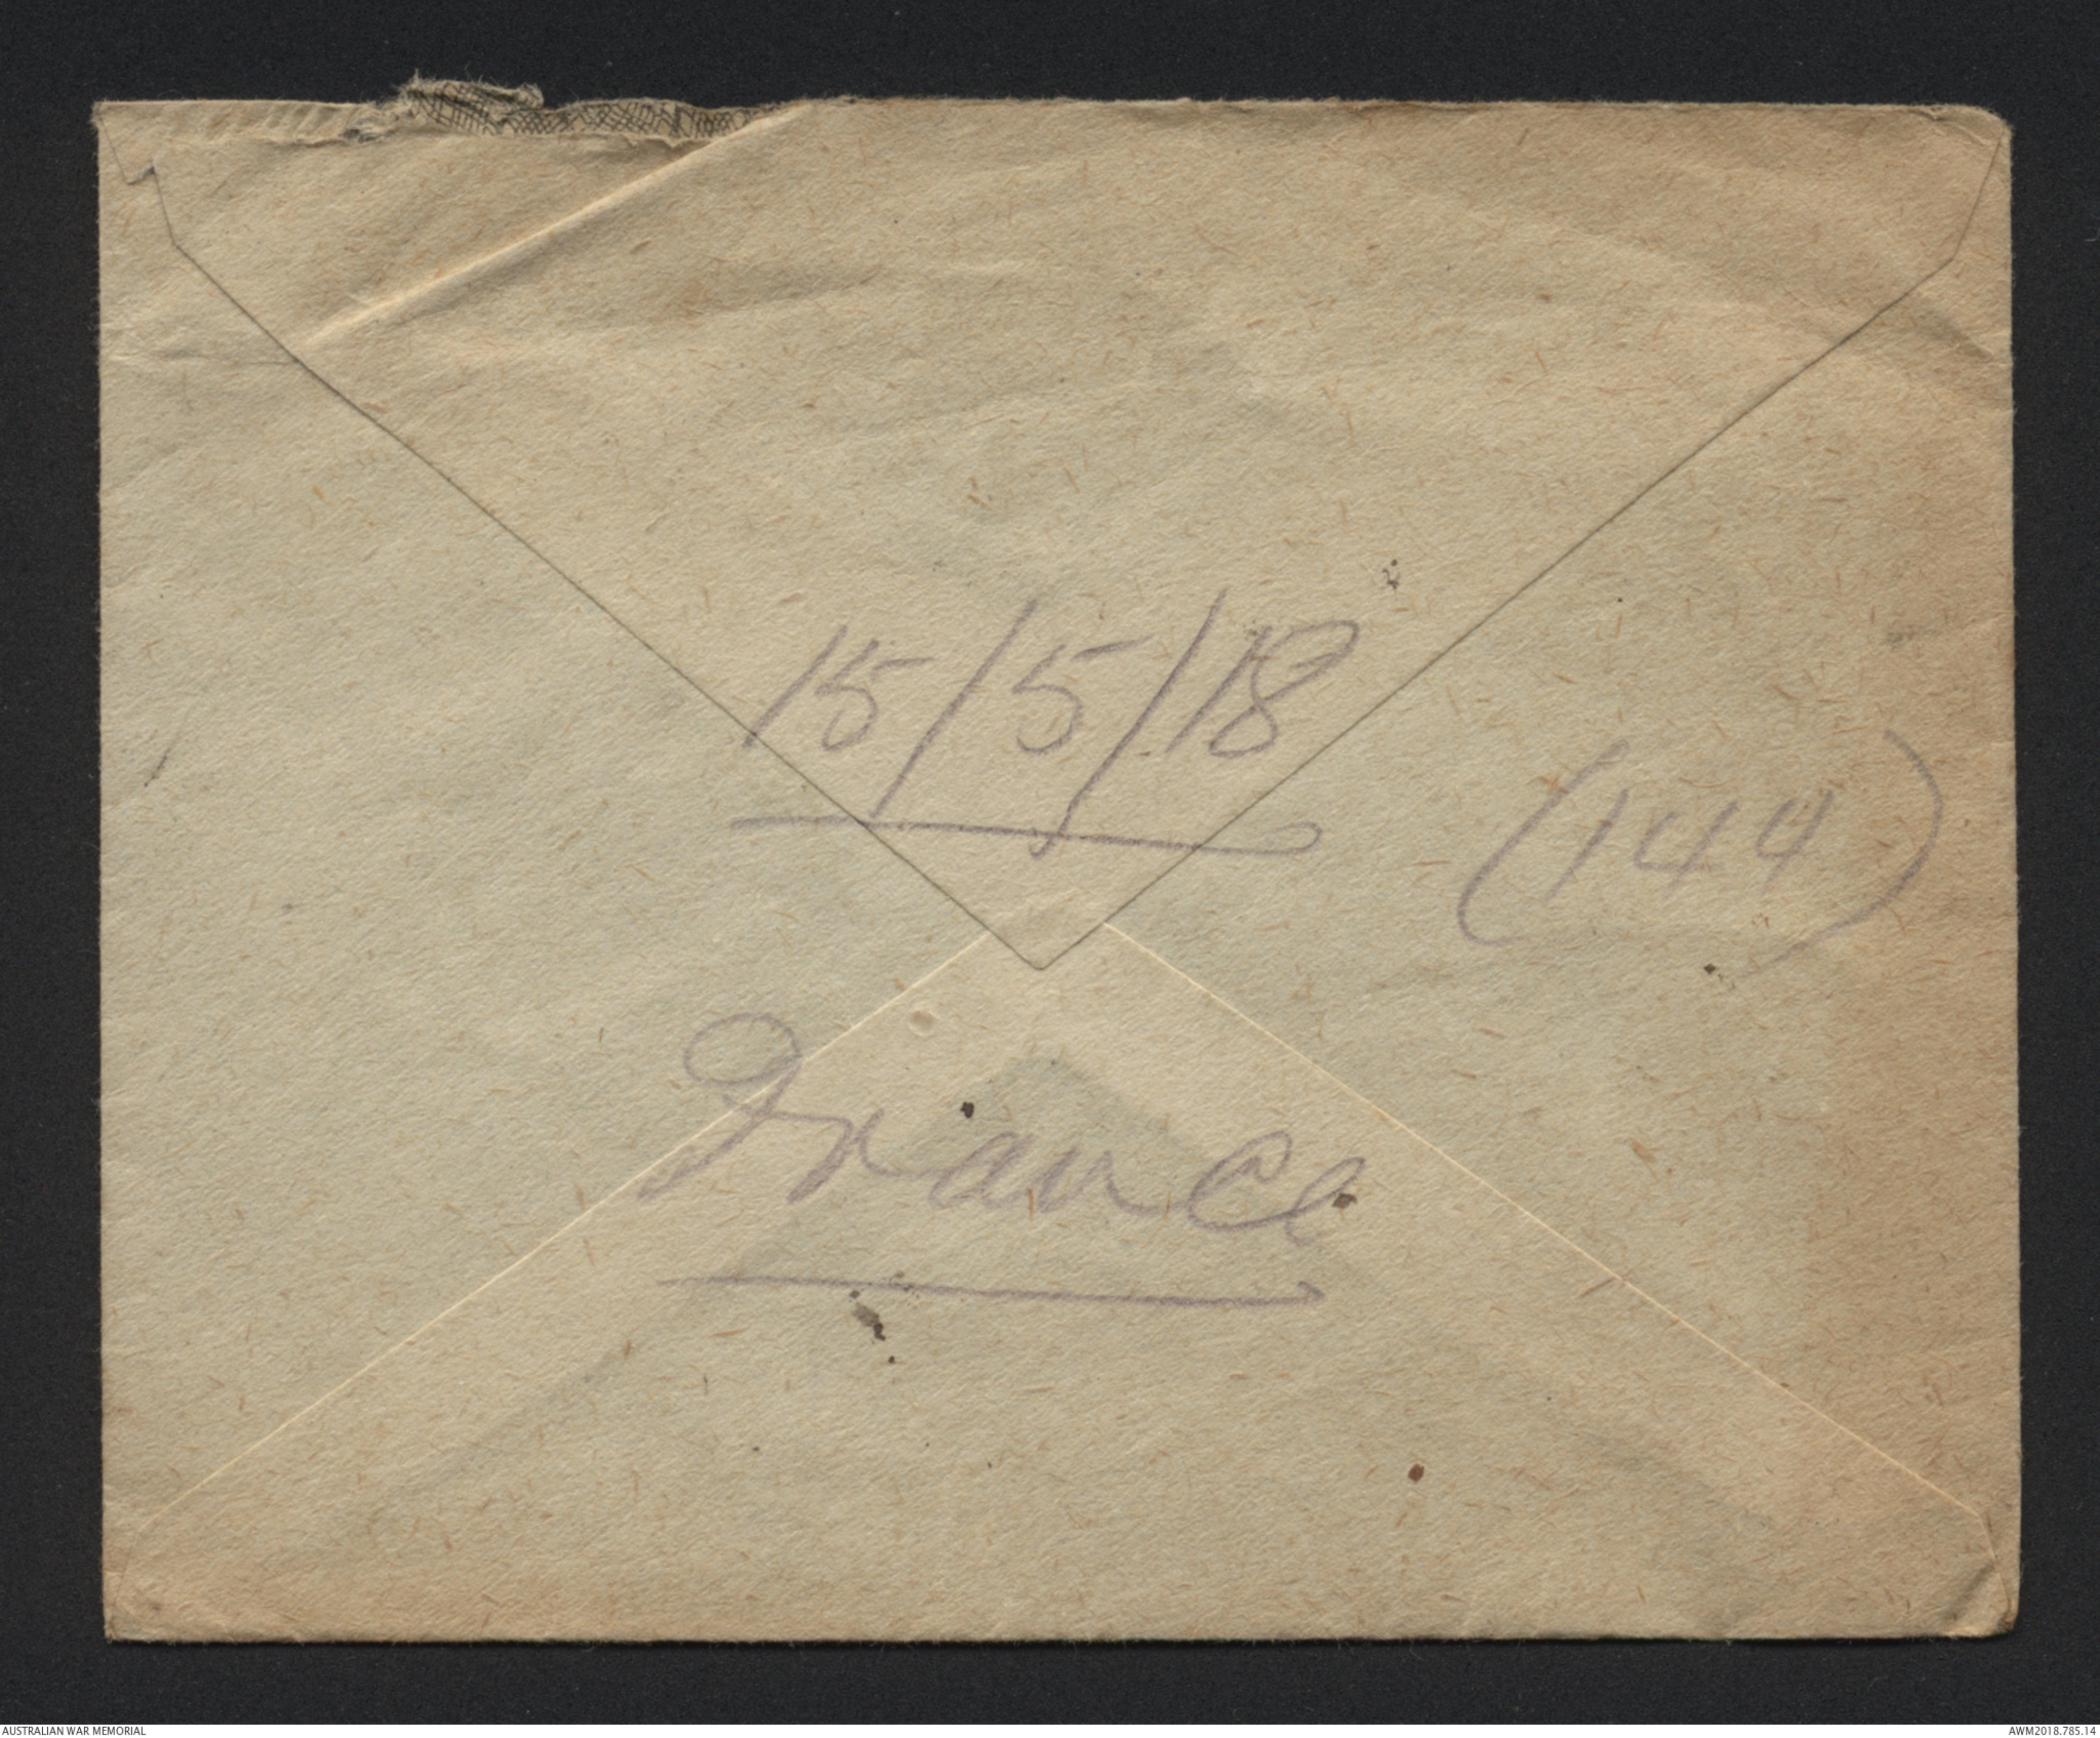 15/5/18
(144)
France
AUSTRALIAN WAR MEMORIAL
AWM2018.785.14